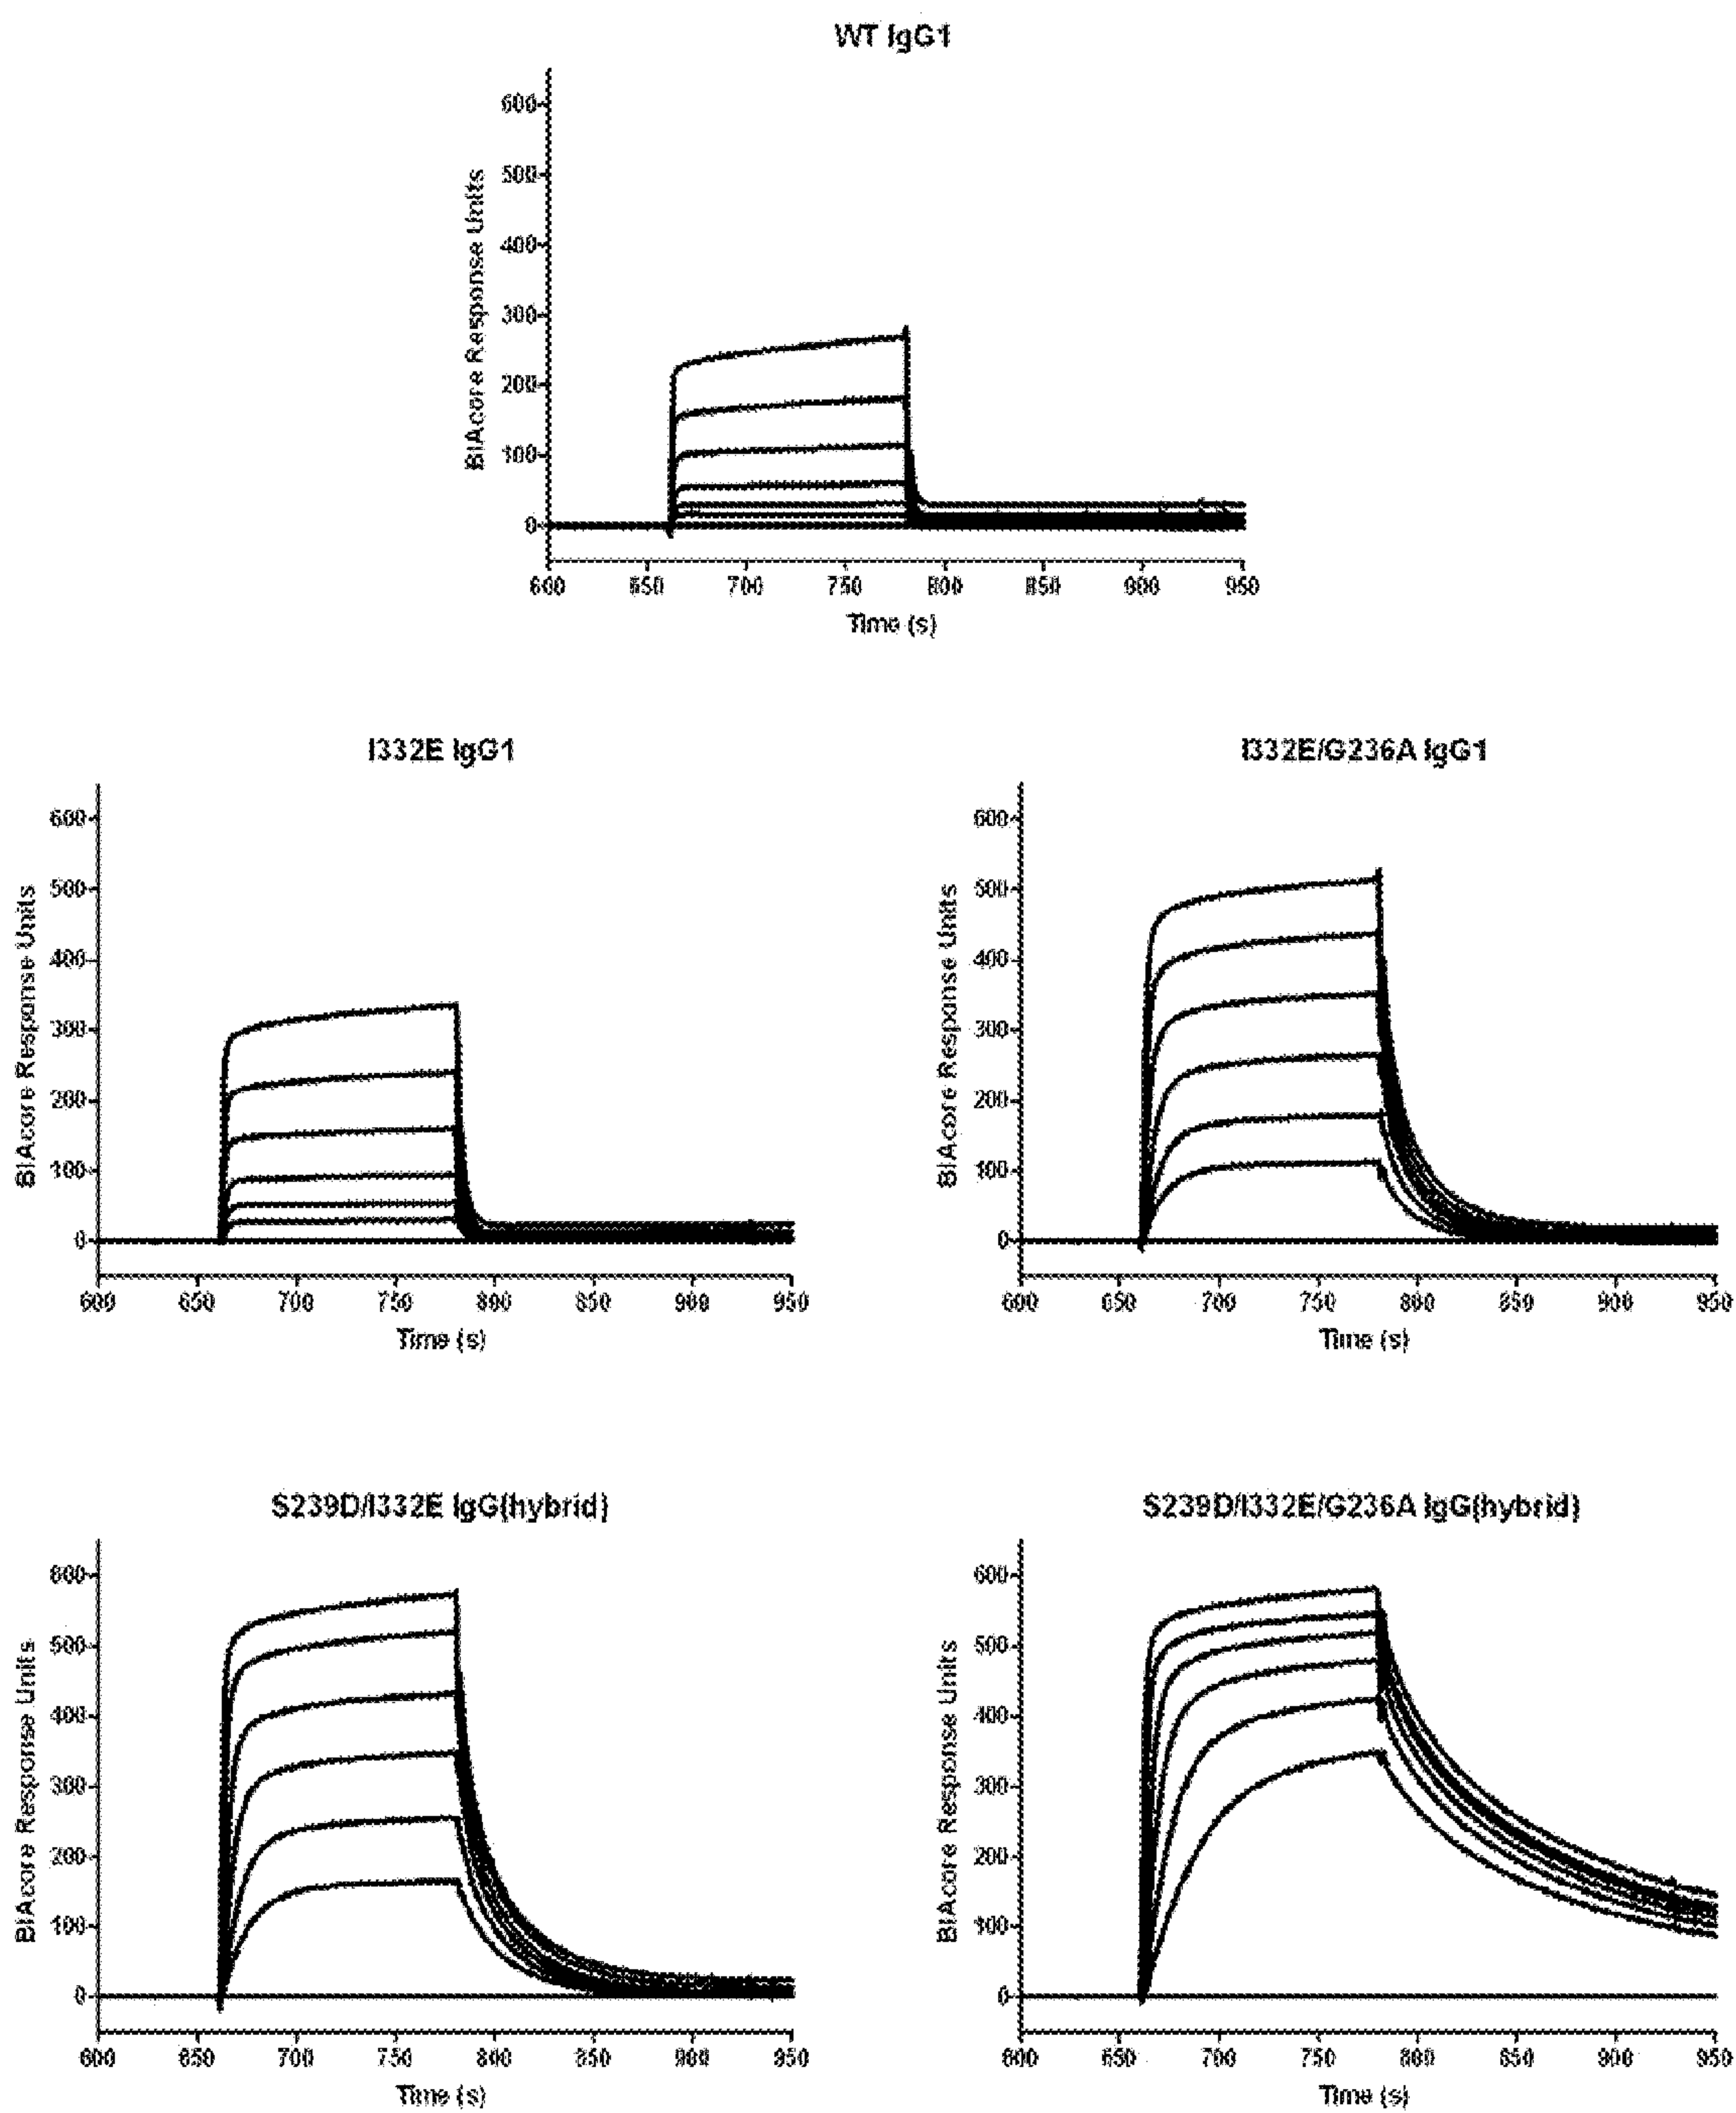 WT IgG1
BIAcore Response Units
600
500
400
300
200
100
0
600 650 700 750 800 850 900 950
Time (s)
I332E IgG1
I332E/G236A IgG1
BIAcore Response Units
600
500
400
300
200
100
0
600 650 700 750 800 850 900 950
Time (s)
BIAcore Response Units
600
500
400
300
200
100
0
600 650 700 750 800 850 900 950
Time (s)
S239D/I332E IgG(hybrid)
S239D/I332E/G236A IgG(hybrid)
BIAcore Response Units
600
500
400
300
200
100
0
600 650 700 750 800 850 900 950
Time (s)
BIAcore Response Units
600
500
400
300
200
100
0
600 650 700 750 800 850 900 950
Time (s)